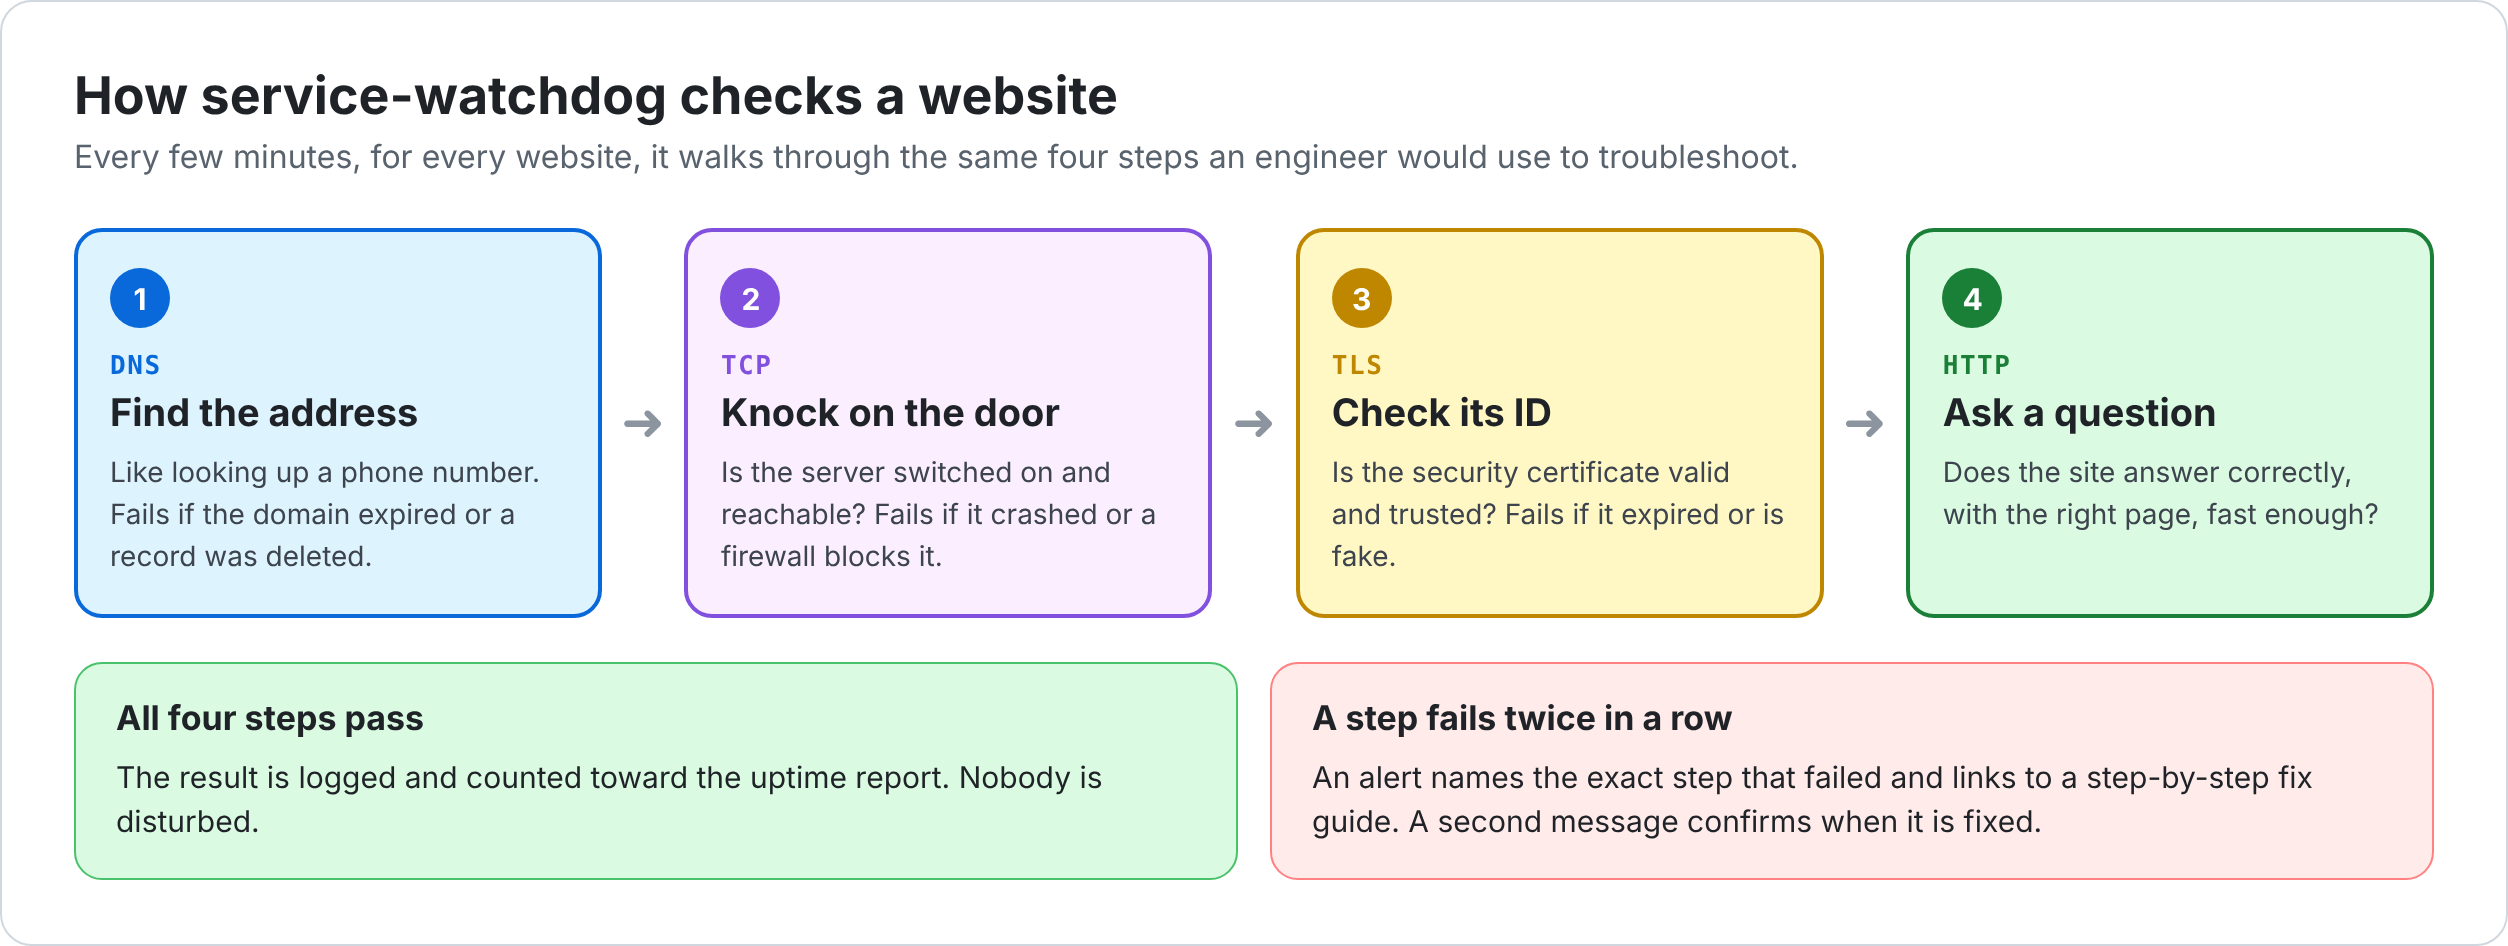 How service-watchdog checks a website
Every few minutes, for every website, it walks through the same four steps an engineer would use to troubleshoot.
1
DNS
Find the address
Like looking up a phone number.
Fails if the domain expired or a
record was deleted.
2
TCP
Knock on the door
Is the server switched on and
reachable? Fails if it crashed or a
firewall blocks it.
3
TLS
Check its ID
Is the security certificate valid
and trusted? Fails if it expired or is
fake.
4
HTTP
Ask a question
Does the site answer correctly,
with the right page, fast enough?
All four steps pass
The result is logged and counted toward the uptime report. Nobody is
disturbed.
A step fails twice in a row
An alert names the exact step that failed and links to a step-by-step fix
guide. A second message confirms when it is fixed.